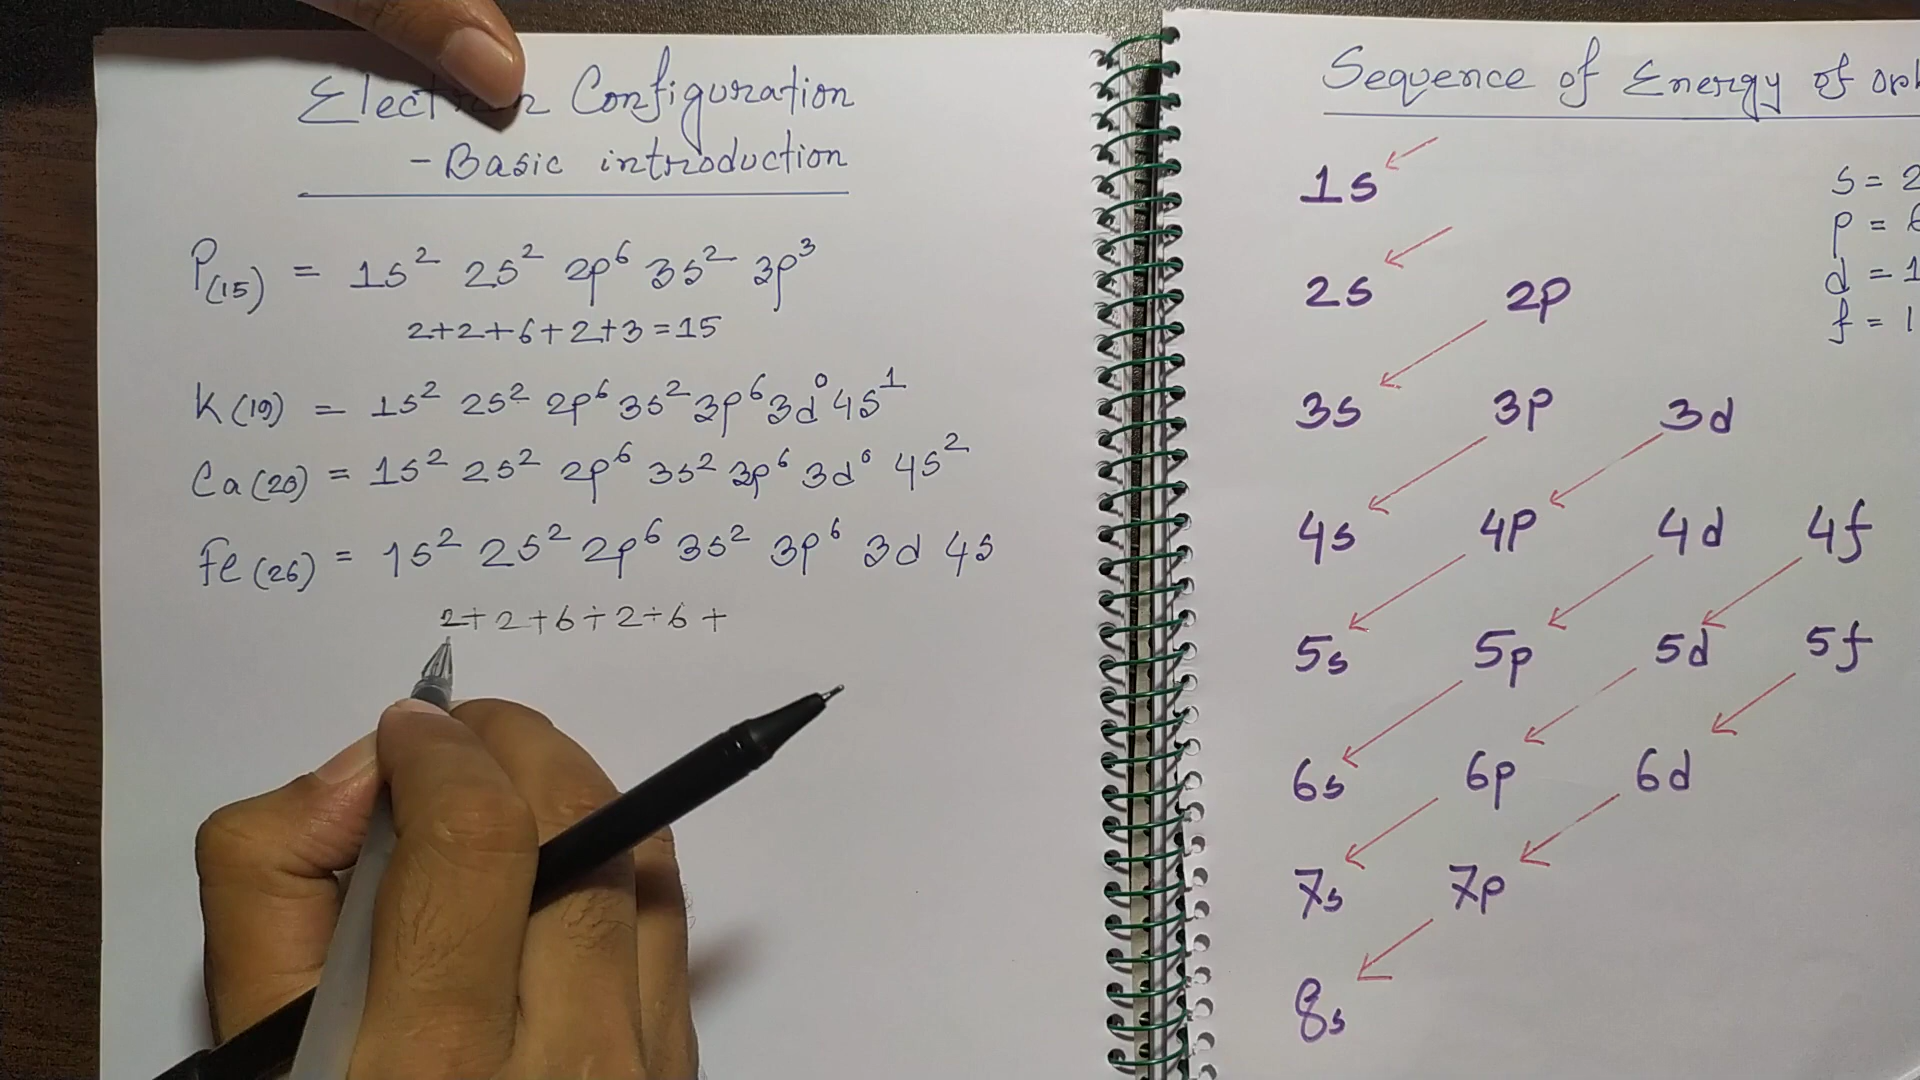 Electron Configuration
- Basic introduction
P(15) = 1s² 2s² 2p⁶ 3s² 3p³
2+2+6+2+3=15
K(19) = 1s² 2s² 2p⁶ 3s² 3p⁶ 3d⁰ 4s¹
Ca(20) = 1s² 2s² 2p⁶ 3s² 3p⁶ 3d⁰ 4s²
Fe(26) = 1s² 2s² 2p⁶ 3s² 3p⁶ 3d 4s
2+2+6+2+6+
Sequence of Energy of
s = 2
p =
d = 1
f = 1
1s
2s 2p
3s 3p 3d
4s 4p 4d 4f
5s 5p 5d 5f
6s 6p 6d
7s 7p
8s